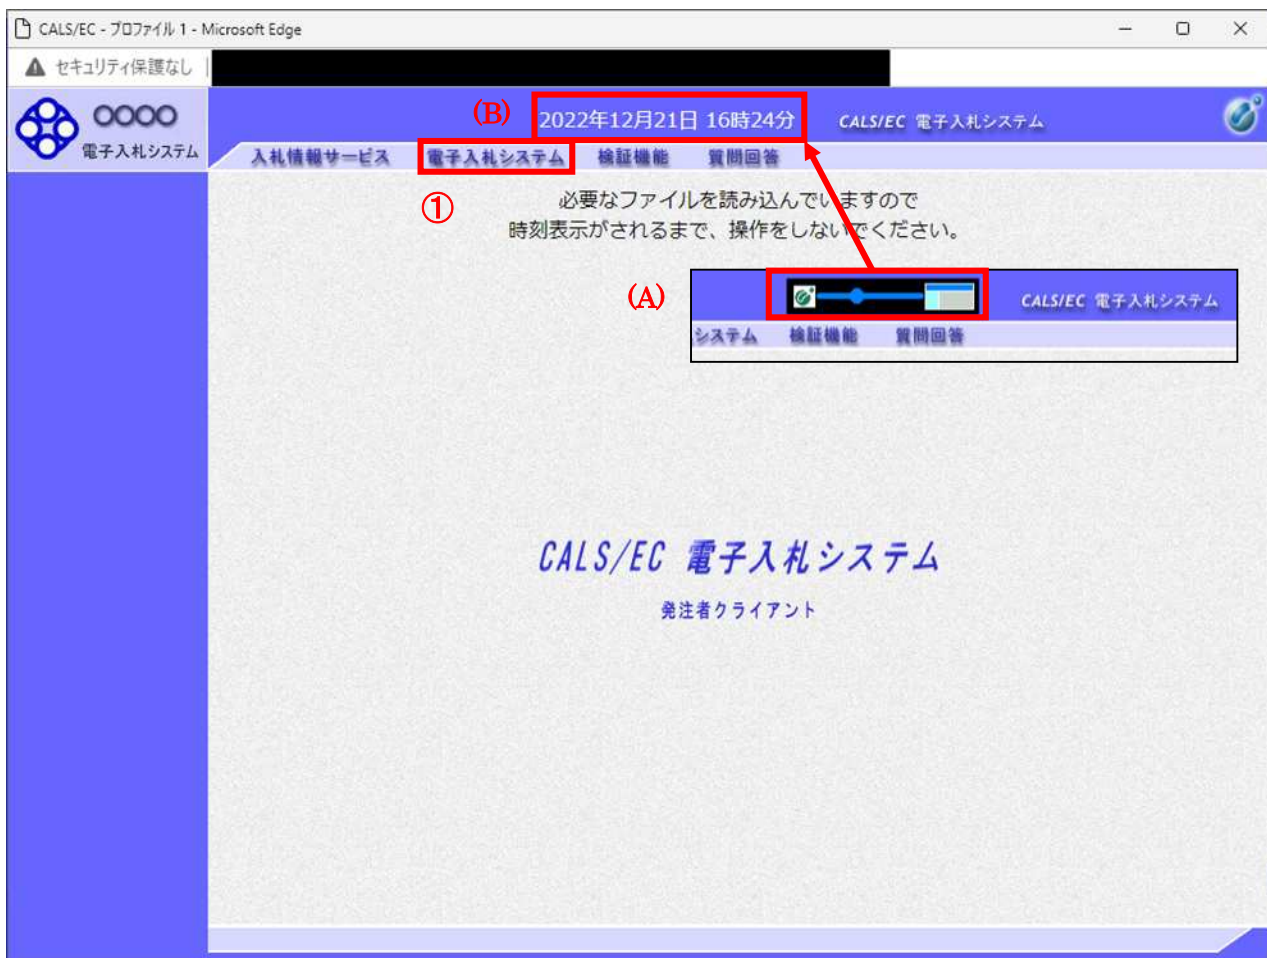 CALS/EC - プロファイル 1 - Microsoft Edge
セキュリティ保護なし
〇〇〇〇
電子入札システム
(B)
2022年12月21日 16時24分
CALS/EC 電子入札システム
入札情報サービス 電子入札システム 検証機能 質問回答
①
必要なファイルを読み込んでいますので
時刻表示がされるまで、操作をしないでください。
(A)
CALS/EC 電子入札システム
システム 検証機能 質問回答
CALS/EC 電子入札システム
発注者クライアント